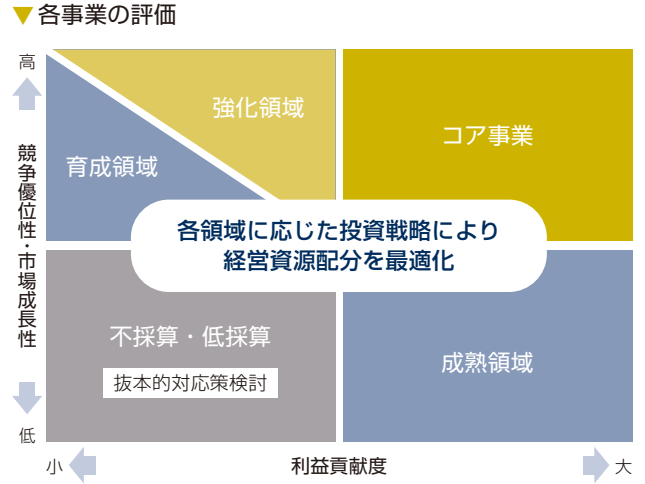 ▼各事業の評価
高
競争優位性・市場成長性
低
強化領域
育成領域
コア事業
各領域に応じた投資戦略により
経営資源配分を最適化
不採算・低採算
抜本的対応策検討
成熟領域
小
利益貢献度
大